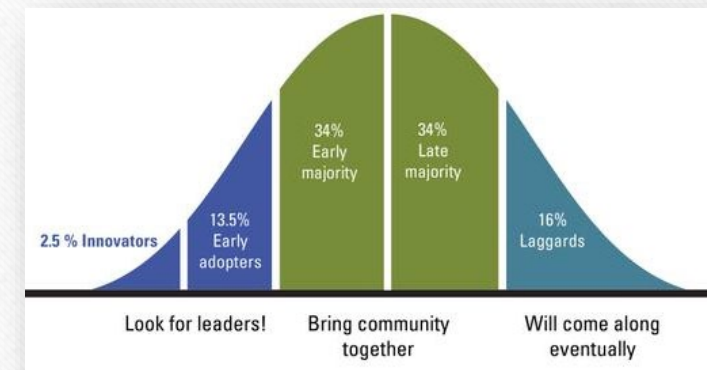 34%
Early
majority
34%
Late
majority
2.5 % Innovators
13.5%
Early
adopters
16%
Laggards
Look for leaders!
Bring community
together
Will come along
eventually